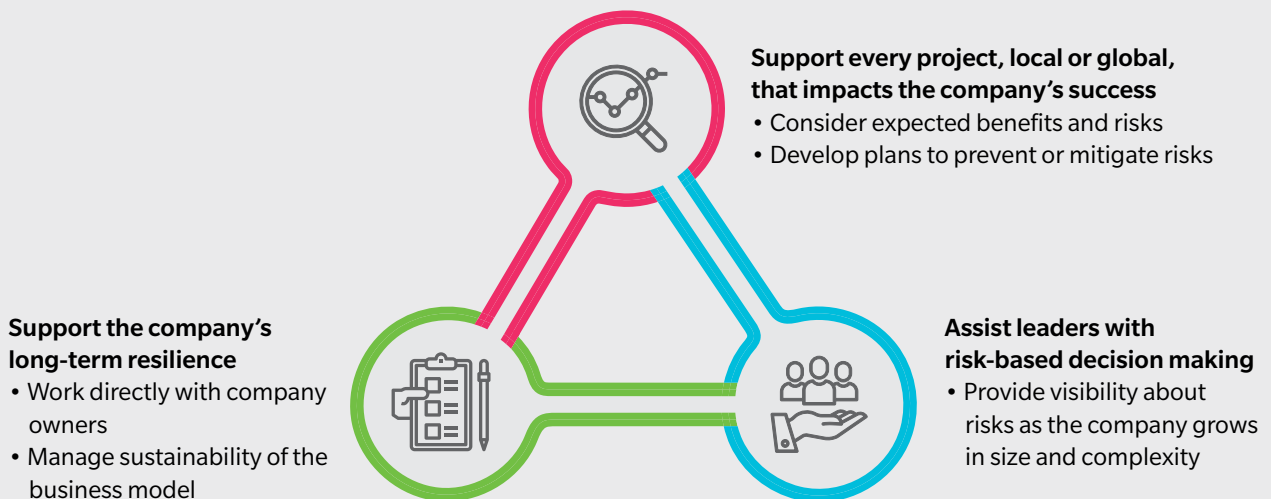 Support every project, local or global,
that impacts the company’s success
• Consider expected benefits and risks
• Develop plans to prevent or mitigate risks
Support the company’s
long-term resilience
• Work directly with company
owners
• Manage sustainability of the
business model
Assist leaders with
risk-based decision making
• Provide visibility about
risks as the company grows
in size and complexity